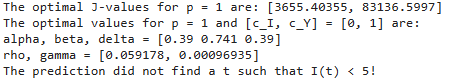 The optimal J-values for p = 1 are: [3655.40355, 83136.5997]
The optimal values for p = 1 and [c_I, c_Y] = [0, 1] are:
alpha, beta, delta = [0.39 0.741 0.39]
rho, gamma = [0.059178, 0.00096935]
The prediction did not find a t such that I(t) < 5!